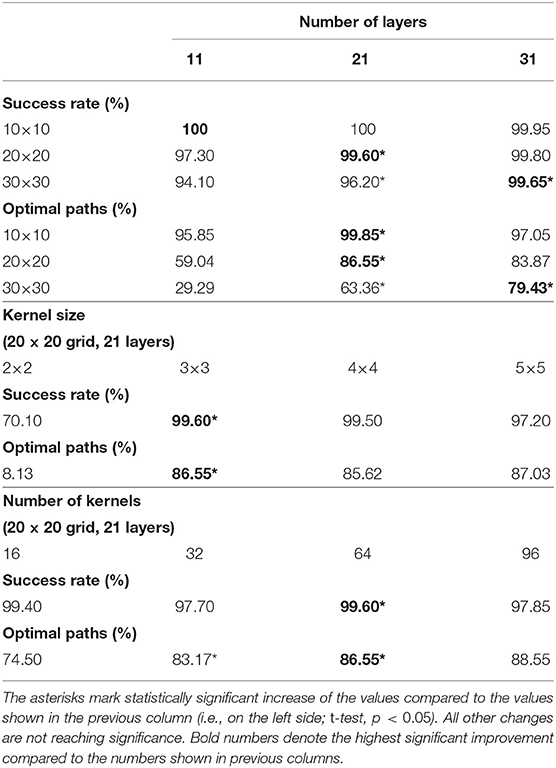 Number of layers
11 21 31
Success rate (%)
10×10 100 100 99.95
20×20 97.30 99.60* 99.80
30×30 94.10 96.20* 99.65*
Optimal paths (%)
10×10 95.85 99.85* 97.05
20×20 59.04 86.55* 83.87
30×30 29.29 63.36* 79.43*
Kernel size
(20 x 20 grid, 21 layers)
2×2 3×3 4×4 5×5
Success rate (%)
70.10 99.60* 99.50 97.20
Optimal paths (%)
8.13 86.55* 85.62 87.03
Number of kernels
(20 x 20 grid, 21 layers)
16 32 64 96
Success rate (%)
99.40 97.70 99.60* 97.85
Optimal paths (%)
74.50 83.17* 86.55* 88.55
The asterisks mark statistically significant increase of the values compared to the values
shown in the previous column (i.e., on the left side; t-test, p < 0.05). All other changes
are not reaching significance. Bold numbers denote the highest significant improvement
compared to the numbers shown in previous columns.